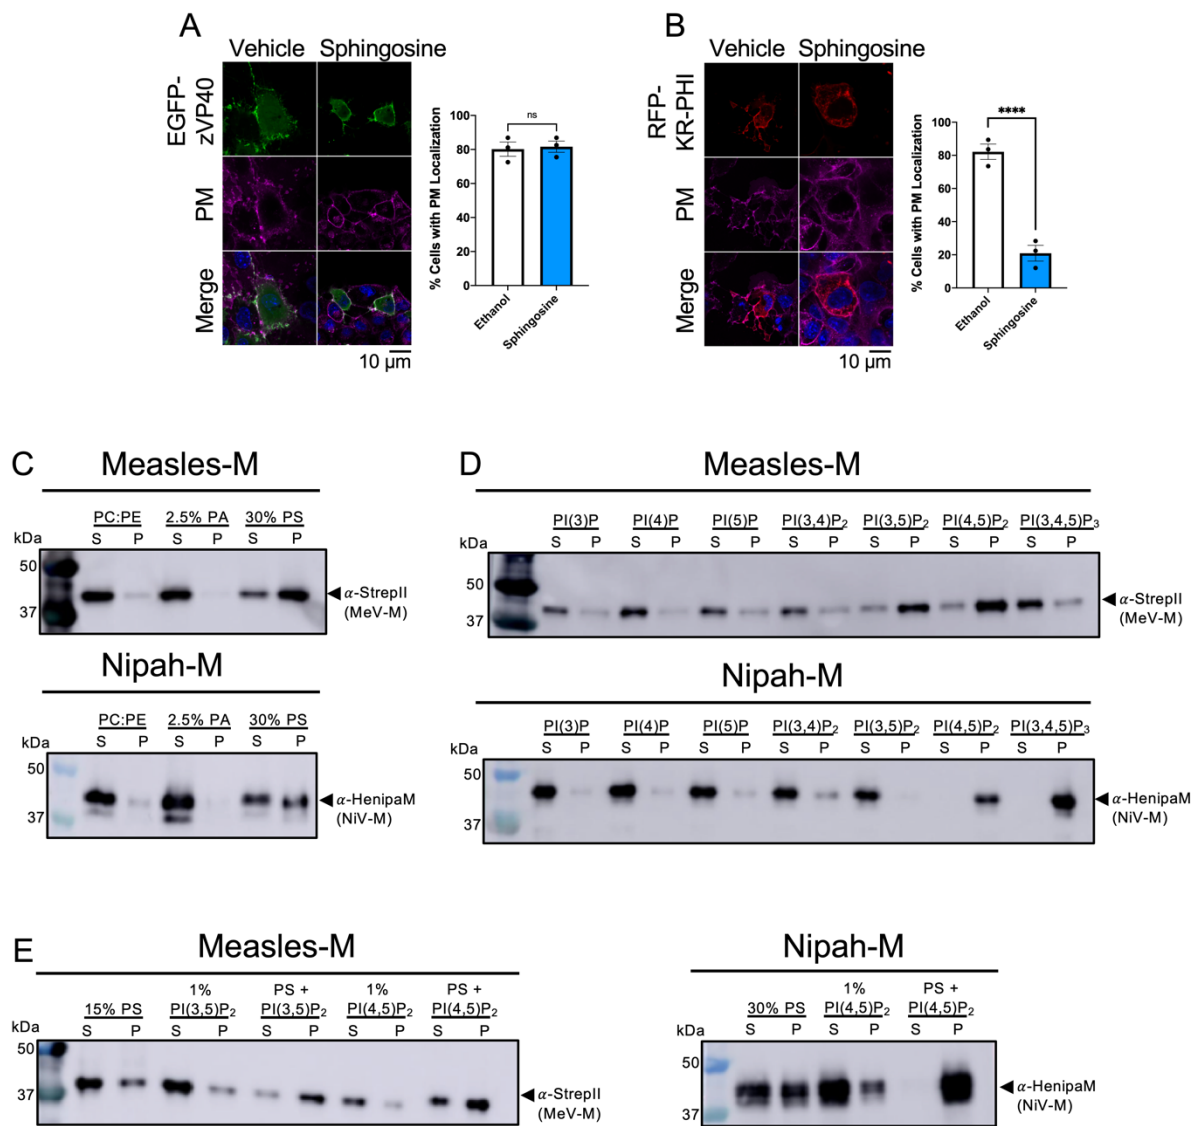 A
Vehicle Sphingosine
EGFP-
zVP40
PM
Merge
10 µm
% Cells with PM Localization
100
80
60
40
20
0
ns
Ethanol
Sphingosine
B
Vehicle Sphingosine
RFP-
KR-PHI
PM
Merge
10 µm
% Cells with PM Localization
100
80
60
40
20
0
****
Ethanol
Sphingosine
C
Measles-M
PC:PE 2.5% PA 30% PS
kDa S P S P S P
50
37
α-StrepII
(MeV-M)
Nipah-M
PC:PE 2.5% PA 30% PS
kDa S P S P S P
50
37
α-HenipaM
(NiV-M)
D
Measles-M
PI(3)P PI(4)P PI(5)P PI(3,4)P₂ PI(3,5)P₂ PI(4,5)P₂ PI(3,4,5)P₃
kDa S P S P S P S P S P S P S P
50
37
α-StrepII
(MeV-M)
Nipah-M
PI(3)P PI(4)P PI(5)P PI(3,4)P₂ PI(3,5)P₂ PI(4,5)P₂ PI(3,4,5)P₃
kDa S P S P S P S P S P S P S P
50
37
α-HenipaM
(NiV-M)
E
Measles-M
1% PS + 1% PS +
15% PS PI(3,5)P₂ PI(3,5)P₂ PI(4,5)P₂ PI(4,5)P₂
kDa S P S P S P S P S P
50
37
α-StrepII
(MeV-M)
Nipah-M
1% PS +
30% PS PI(4,5)P₂ PI(4,5)P₂
kDa S P S P S P
50
37
α-HenipaM
(NiV-M)